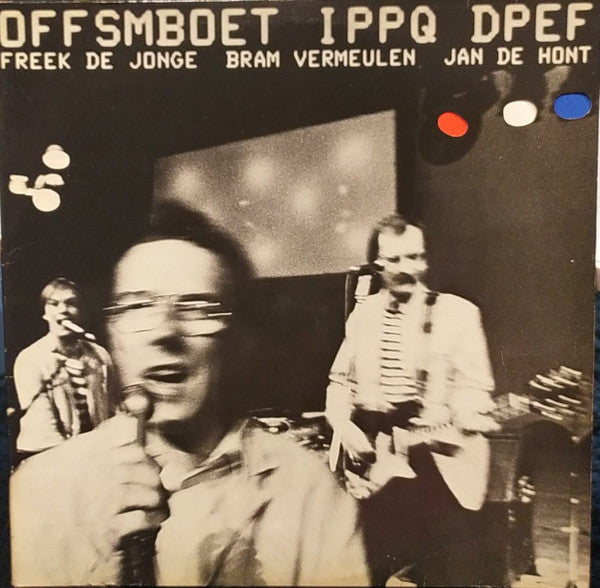 OFFSMBOET IPPQ DPEF
FREEK DE JONGE BRAM VERMEULEN JAN DE HONT